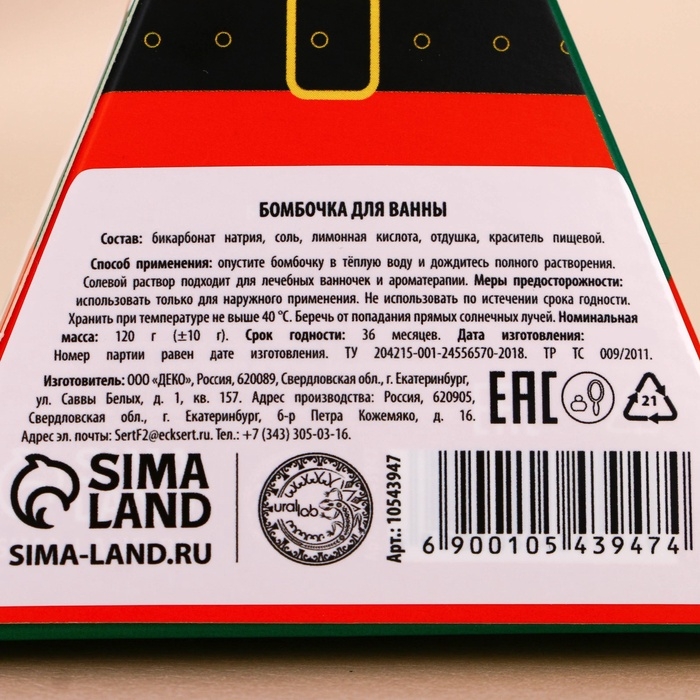 БОМБОЧКА ДЛЯ ВАННЫ
Состав: бикарбонат натрия, соль, лимонная кислота, отдушка, краситель пищевой.
Способ применения: опустите бомбочку в тёплую воду и дождитесь полного растворения.
Солевой раствор подходит для лечебных ванночек и ароматерапии. Меры предосторожности:
использовать только для наружного применения. Не использовать по истечении срока годности.
Хранить при температуре не выше 40 °С. Беречь от попадания прямых солнечных лучей. Номинальная
масса: 120 г (±10 г). Срок годности: 36 месяцев. Дата изготовления:
Номер партии равен дате изготовления. ТУ 204215-001-24556570-2018. ТР ТС 009/2011.
Изготовитель: ООО «ДЕКО», Россия, 620089, Свердловская обл., г. Екатеринбург,
ул. Саввы Белых, д. 1, кв. 157. Адрес производства: Россия, 620905,
Свердловская обл., г. Екатеринбург, б-р Петра Кожемяко, д. 16.
Адрес эл. почты: SertF2@ecksert.ru. Тел.: +7 (343) 305-03-16.
EAC
21
SIMA
LAND
SIMA-LAND.RU
ural lab
Арт.: 10543947
6 900105 439474